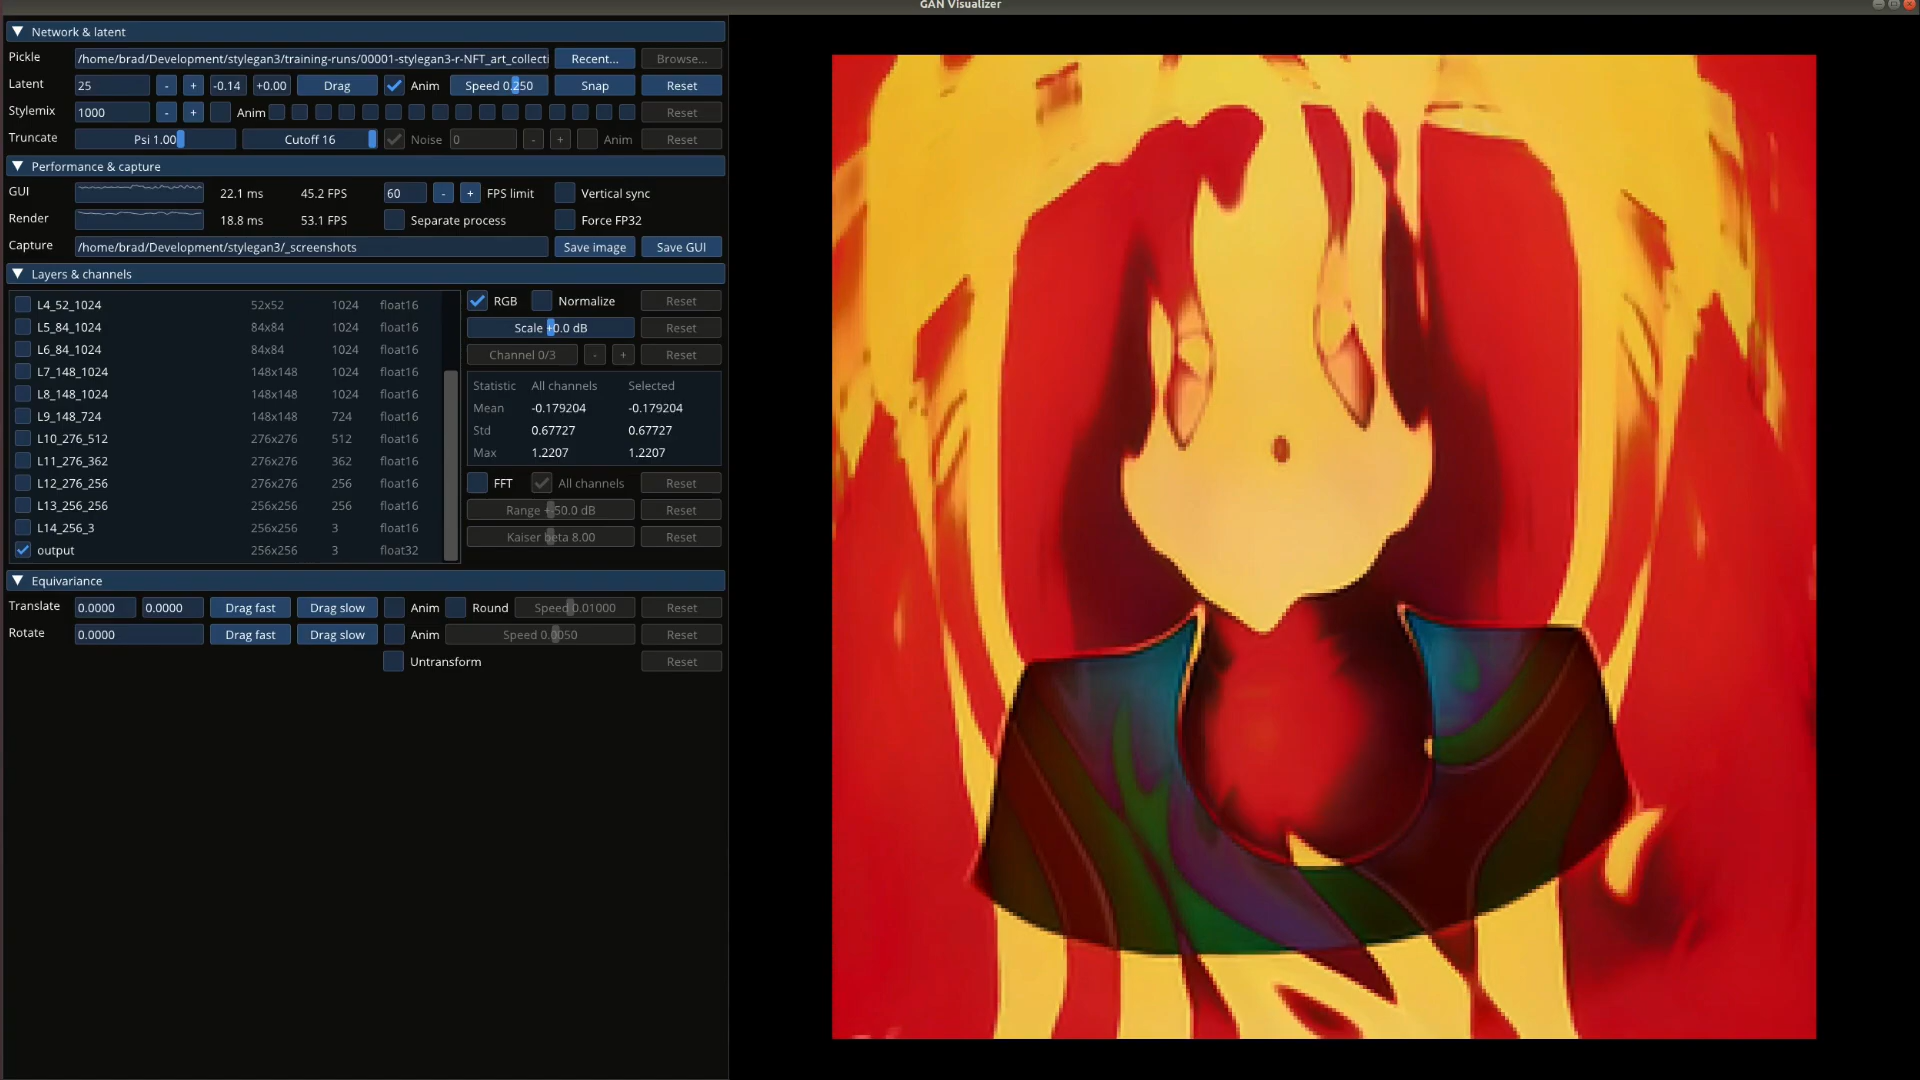 GAN Visualizer
Network & latent
Pickle /home/brad/Development/stylegan3/training-runs/00001-stylegan3-r-NFT_art_collecti Recent... Browse...
Latent 25 - + -0.14 +0.00 Drag Anim Speed 0.250 Snap Reset
Stylemix 1000 - + Anim Reset
Truncate Psi 1.00 Cutoff 16 Noise 0 - + Anim Reset
Performance & capture
GUI 22.1 ms 45.2 FPS 60 - + FPS limit Vertical sync
Render 18.8 ms 53.1 FPS Separate process Force FP32
Capture /home/brad/Development/stylegan3/_screenshots Save image Save GUI
Layers & channels
L4_52_1024 52x52 1024 float16
L5_84_1024 84x84 1024 float16
L6_84_1024 84x84 1024 float16
L7_148_1024 148x148 1024 float16
L8_148_1024 148x148 1024 float16
L9_148_724 148x148 724 float16
L10_276_512 276x276 512 float16
L11_276_362 276x276 362 float16
L12_276_256 276x276 256 float16
L13_256_256 256x256 256 float16
L14_256_3 256x256 3 float16
output 256x256 3 float32
RGB Normalize Reset
Scale +0.0 dB Reset
Channel 0/3 - + Reset
Statistic All channels Selected
Mean -0.179204 -0.179204
Std 0.67727 0.67727
Max 1.2207 1.2207
FFT All channels Reset
Range +-50.0 dB Reset
Kaiser beta 8.00 Reset
Equivariance
Translate 0.0000 0.0000 Drag fast Drag slow Anim Round Speed 0.01000 Reset
Rotate 0.0000 Drag fast Drag slow Anim Speed 0.0050 Reset
Untransform Reset